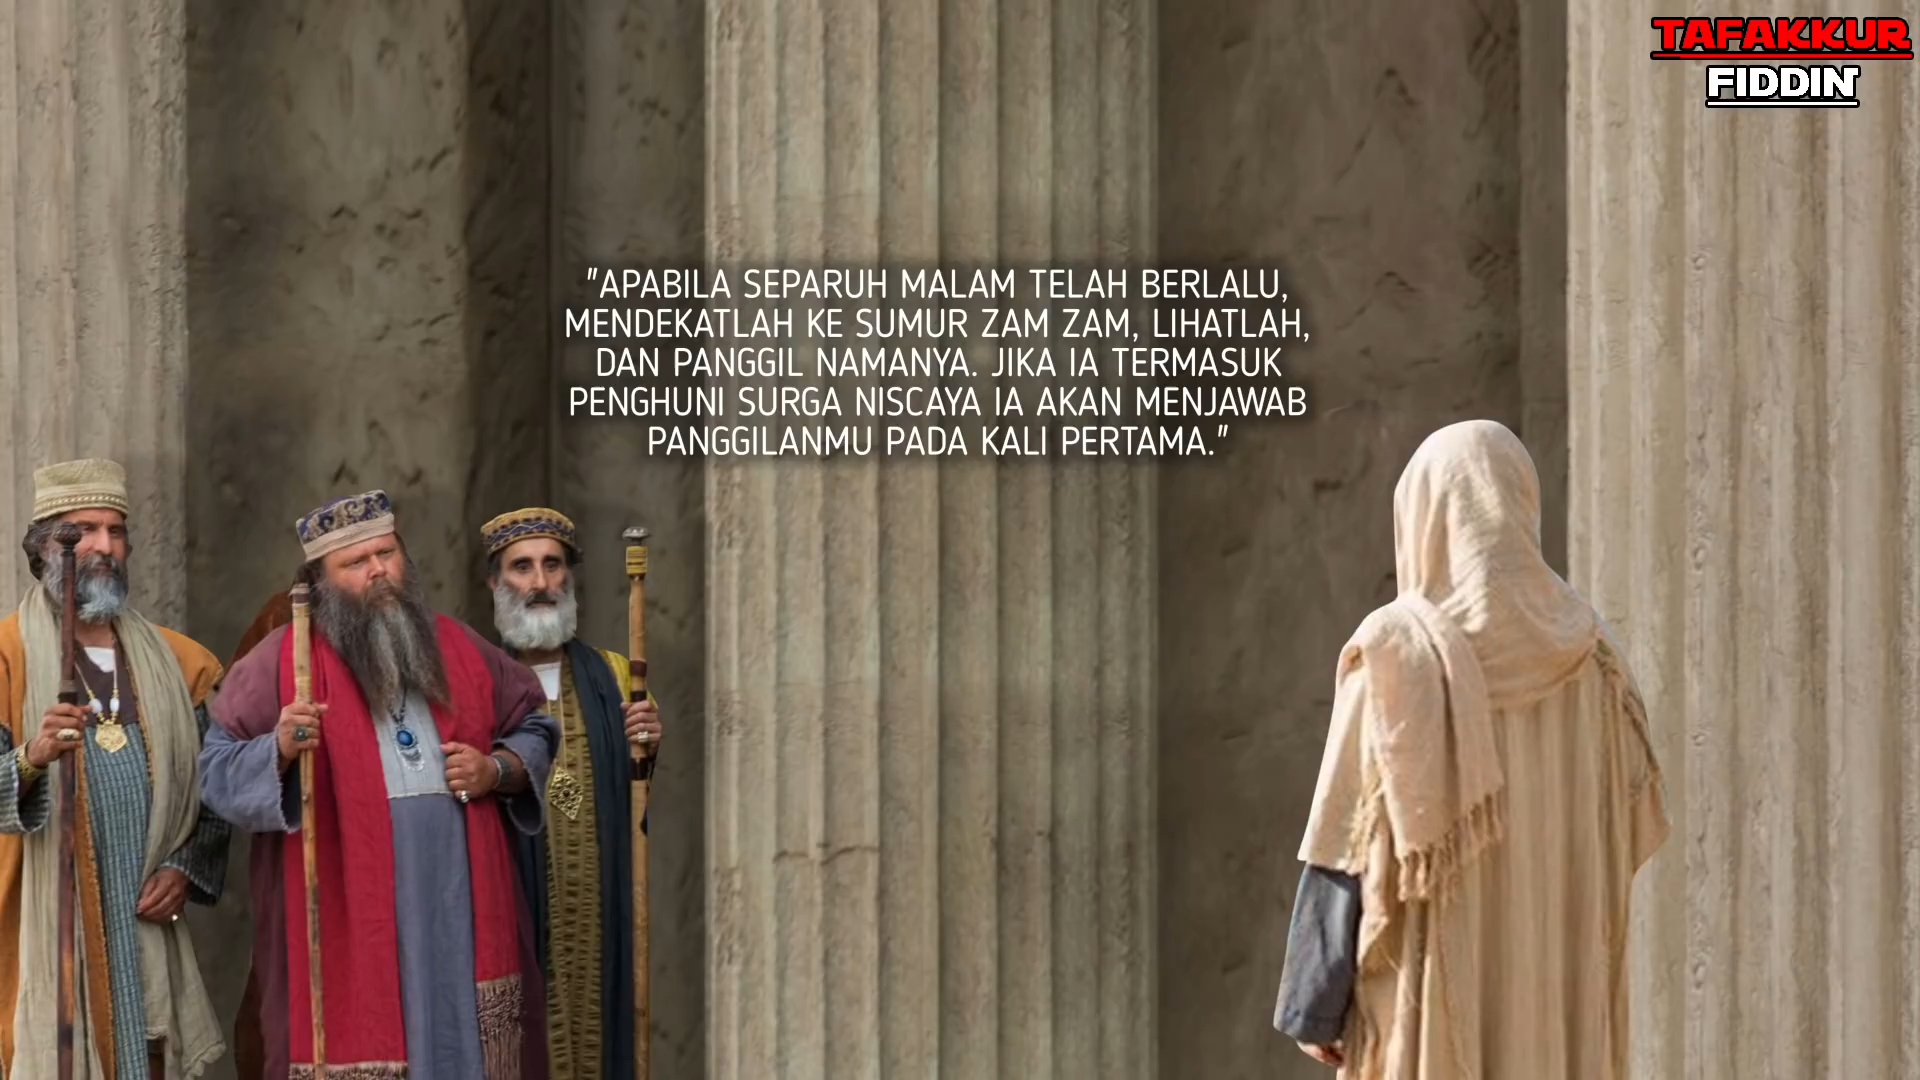 TAFAKKUR
FIDDIN
"APABILA SEPARUH MALAM TELAH BERLALU,
MENDEKATLAH KE SUMUR ZAM ZAM, LIHATLAH,
DAN PANGGIL NAMANYA. JIKA IA TERMASUK
PENGHUNI SURGA NISCAYA IA AKAN MENJAWAB
PANGGILANMU PADA KALI PERTAMA."